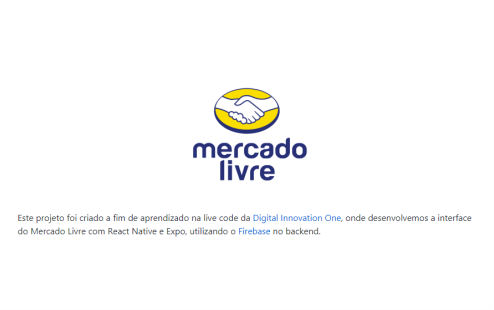 mercado
livre
Este projeto foi criado a fim de aprendizado na live code da Digital Innovation One, onde desenvolvemos a interface
do Mercado Livre com React Native e Expo, utilizando o Firebase no backend.